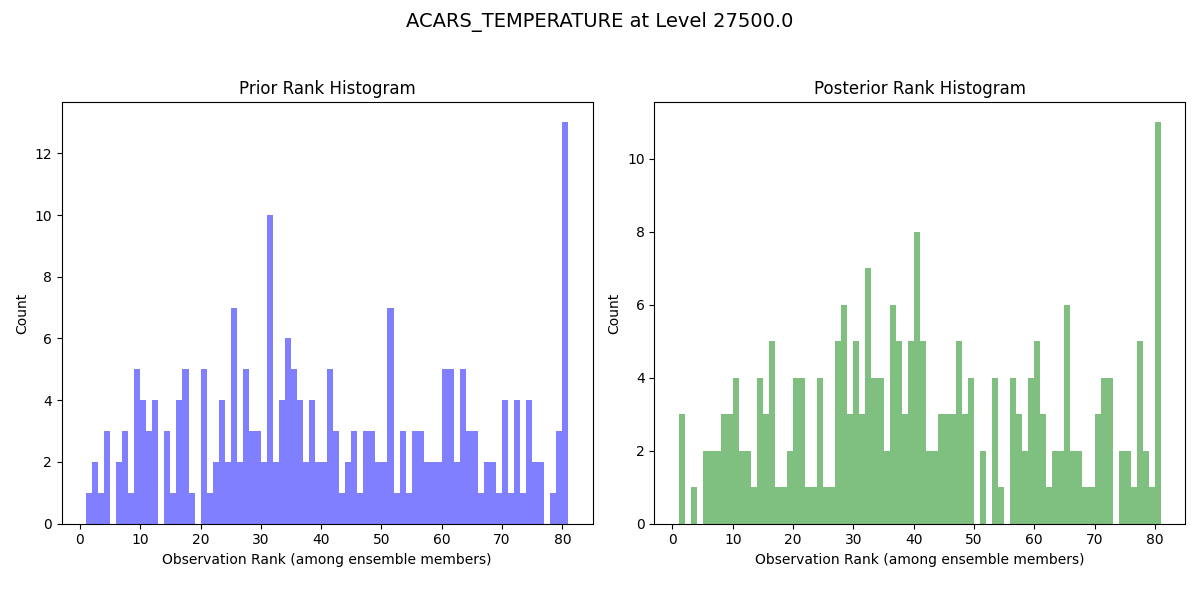 ACARS_TEMPERATURE at Level 27500.0
Prior Rank Histogram
12
10
8
6
4
2
0
Count
0 10 20 30 40 50 60 70 80
Observation Rank (among ensemble members)
Posterior Rank Histogram
10
8
6
4
2
0
Count
0 10 20 30 40 50 60 70 80
Observation Rank (among ensemble members)